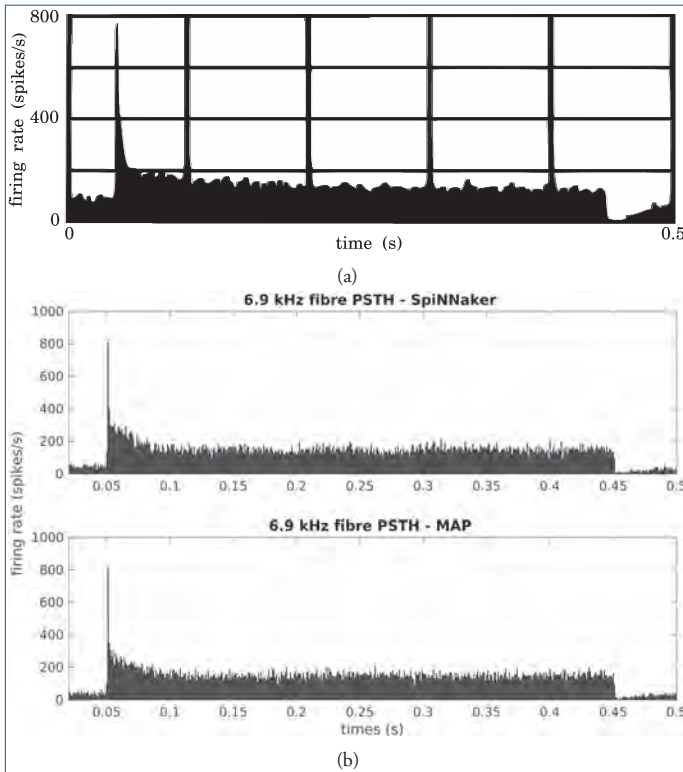 800
firing rate (spikes/s)
400
0
0
0.5
time (s)
(a)
6.9 kHz fibre PSTH - SpiNNaker
1000
800
600
400
200
0
0.05 0.1 0.15 0.2 0.25 0.3 0.35 0.4 0.45 0.5
firing rate (spikes/s)
6.9 kHz fibre PSTH - MAP
1000
800
600
400
200
0
0.05 0.1 0.15 0.2 0.25 0.3 0.35 0.4 0.45 0.5
times (s)
(b)